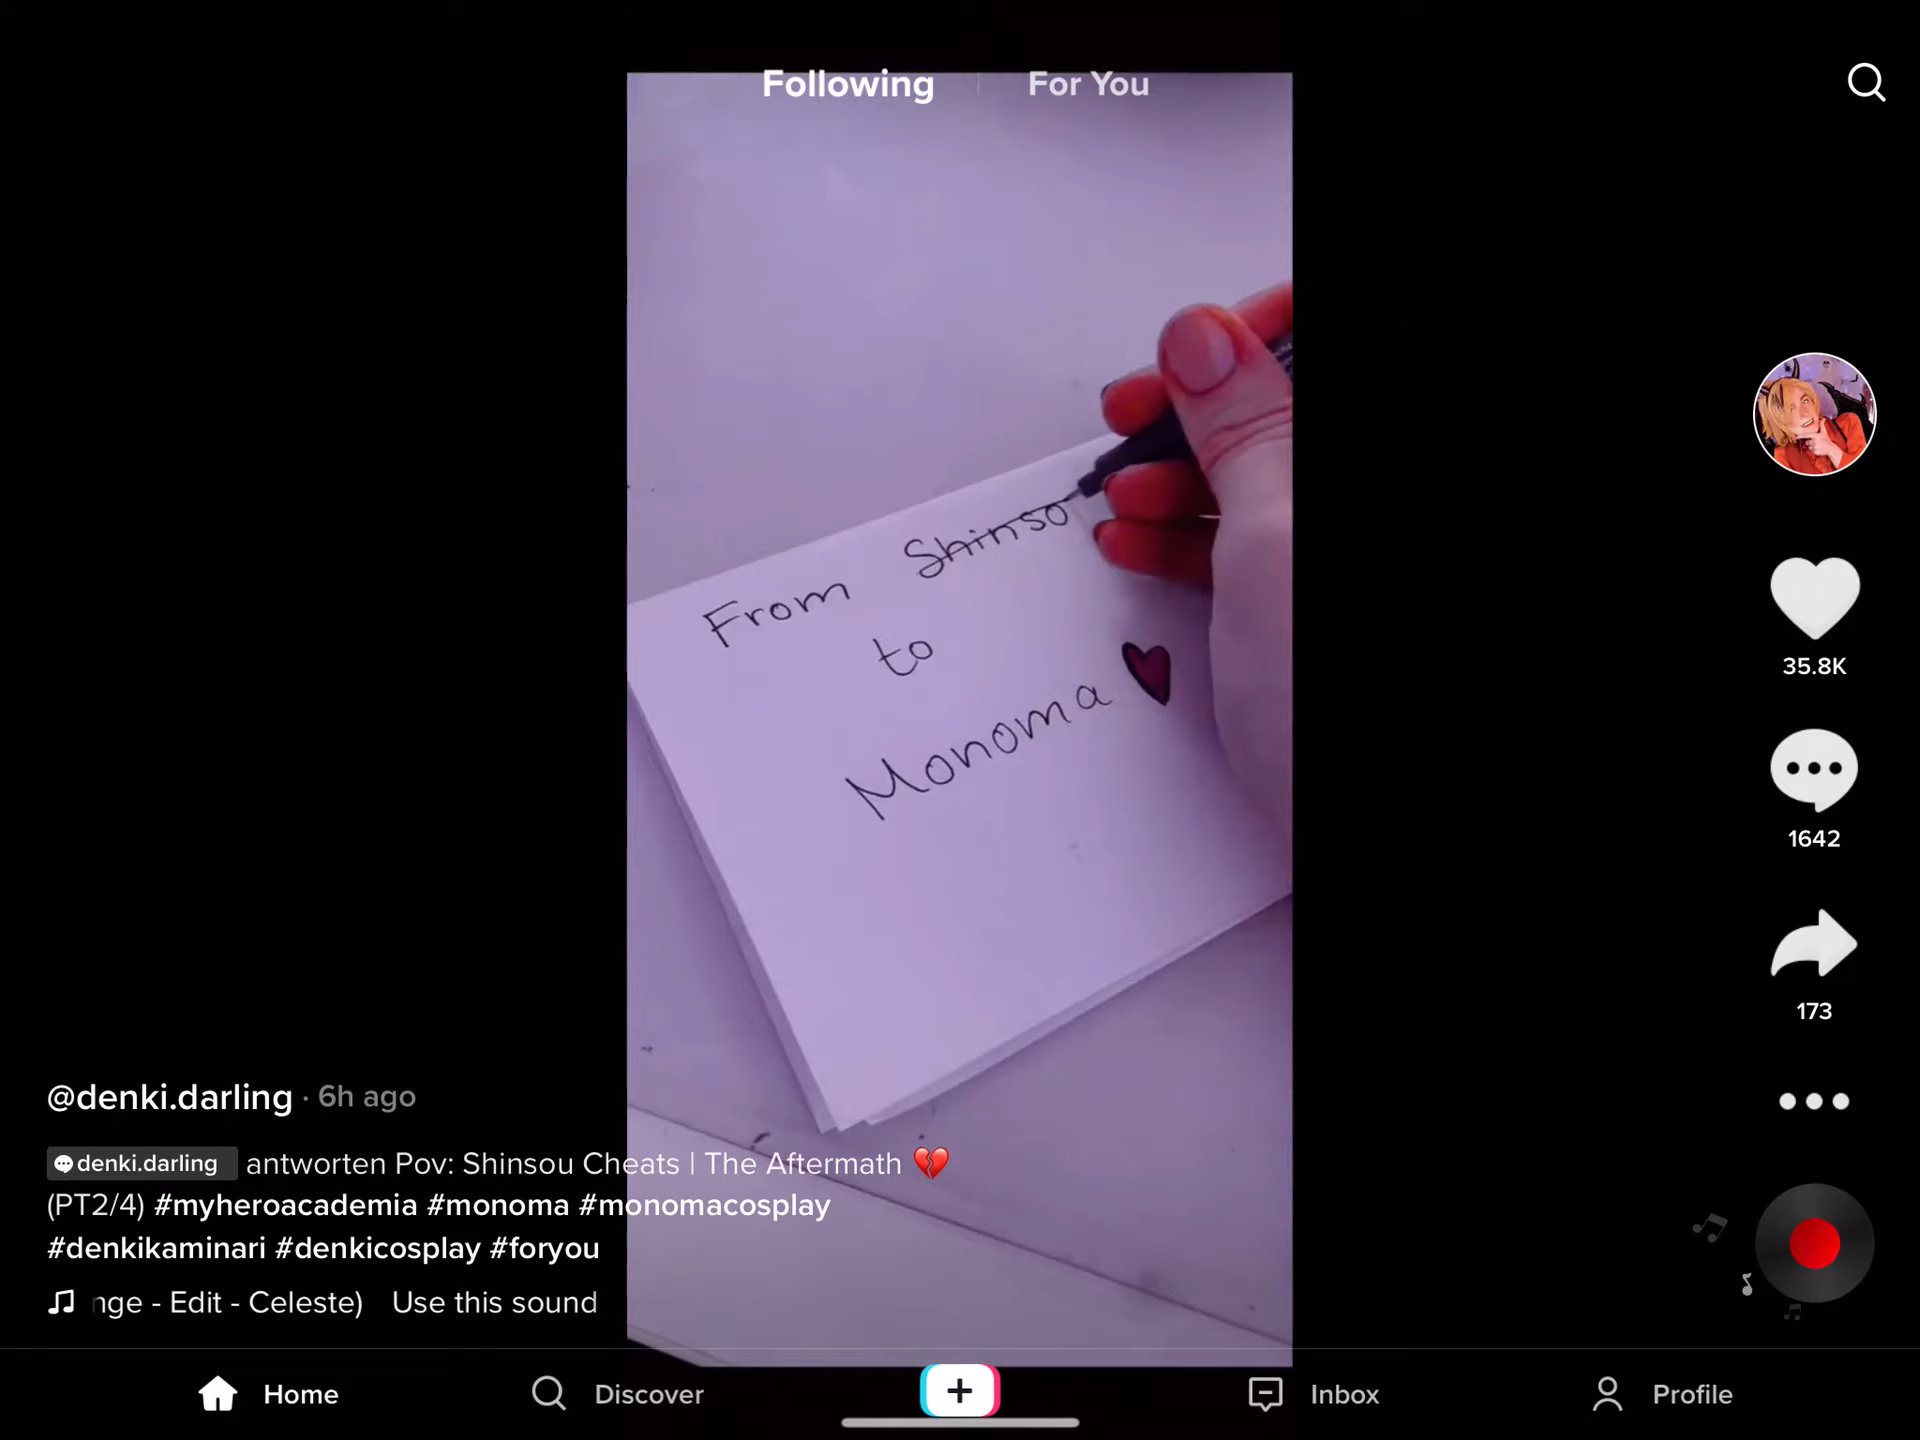 Following
For You
From Shinso
to
Monoma
35.8K
1642
173
@denki.darling · 6h ago
denki.darling antworten Pov: Shinsou Cheats | The Aftermath 💔
(PT2/4) #myheroacademia #monoma #monomacosplay
#denkikaminari #denkicosplay #foryou
nge - Edit - Celeste) Use this sound
Home
Discover
Inbox
Profile